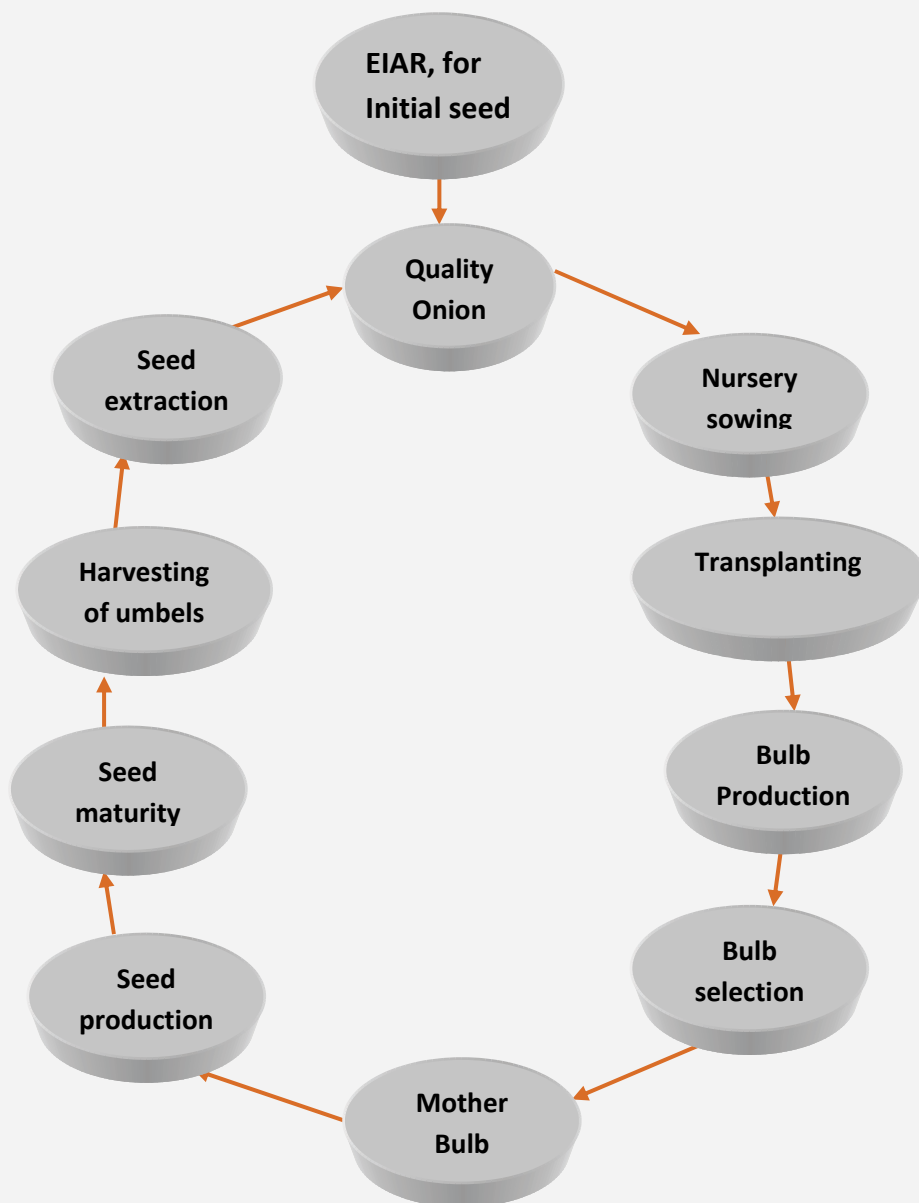 EIAR, for
Initial seed
Quality
Onion
Nursery
sowing
Transplanting
Bulb
Production
Bulb
selection
Mother
Bulb
Seed
production
Seed
maturity
Harvesting
of umbels
Seed
extraction